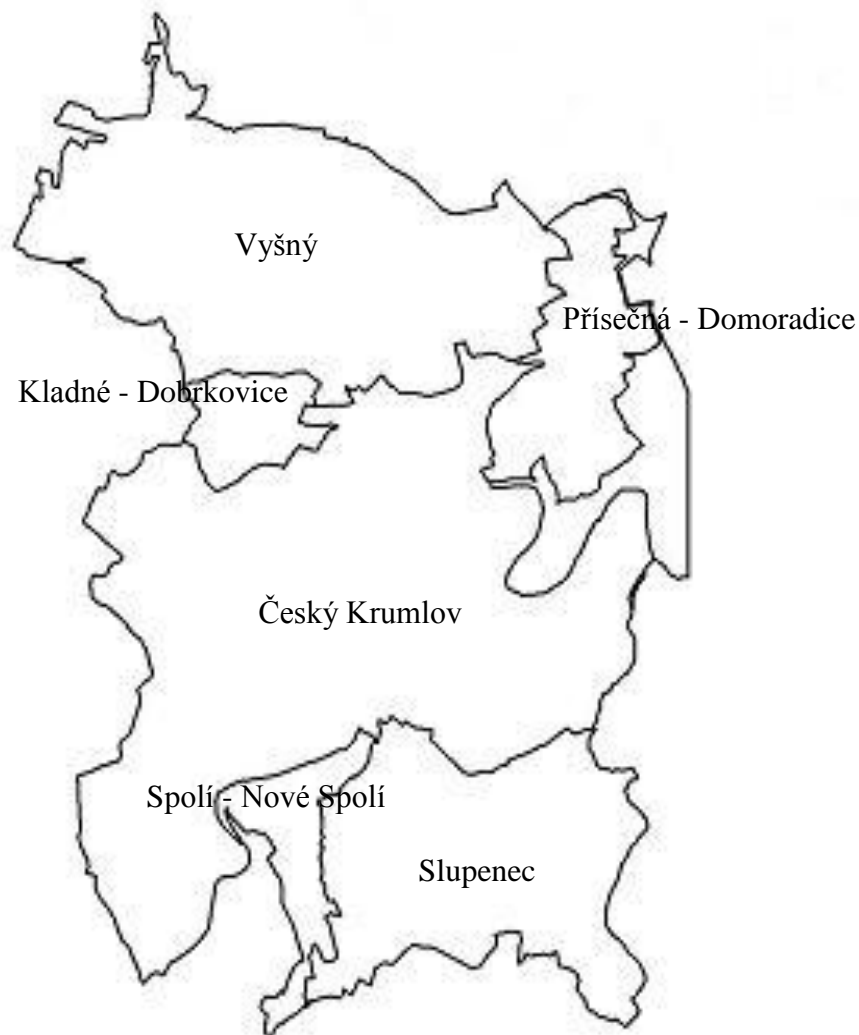 Vyšný
Přísečná - Domoradice
Kladné - Dobrkovice
Český Krumlov
Spolí - Nové Spolí
Slupenec